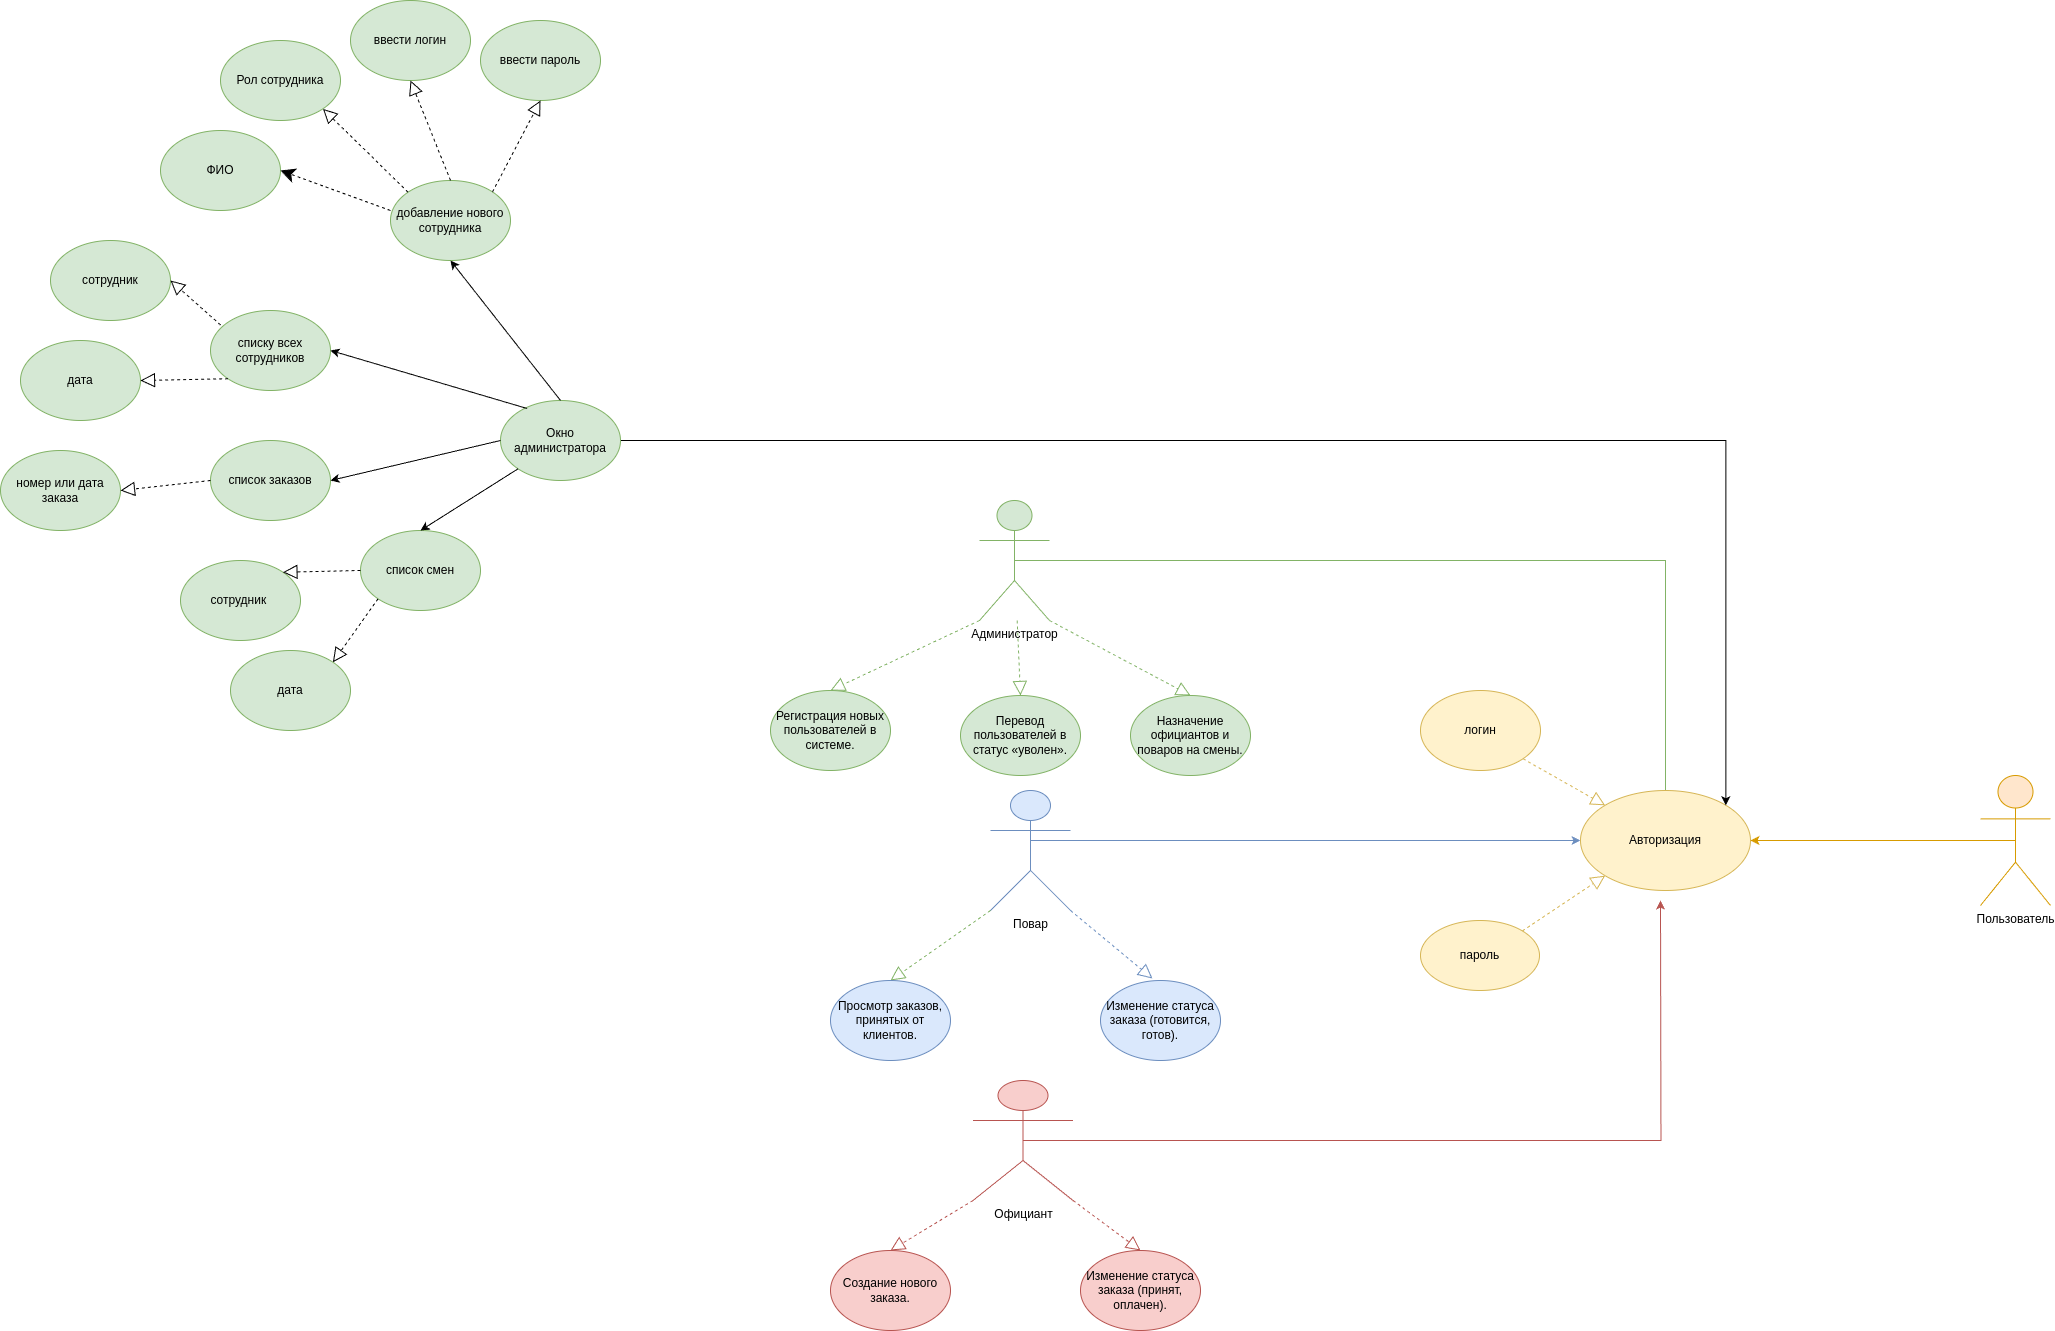 ввести логин
ввести пароль
Рол сотрудника
ФИО
добавление нового
сотрудника
сотрудник
списку всех
сотрудников
дата
Окно
администратора
номер или дата
заказа
список заказов
список смен
сотрудник
дата
Администратор
Регистрация новых
пользователей в
системе.
Перевод
пользователей в
статус «уволен».
Назначение
официантов и
поваров на смены.
логин
Авторизация
Пользователь
пароль
Повар
Просмотр заказов,
принятых от
клиентов.
Изменение статуса
заказа (готовится,
готов).
Официант
Создание нового
заказа.
Изменение статуса
заказа (принят,
оплачен).